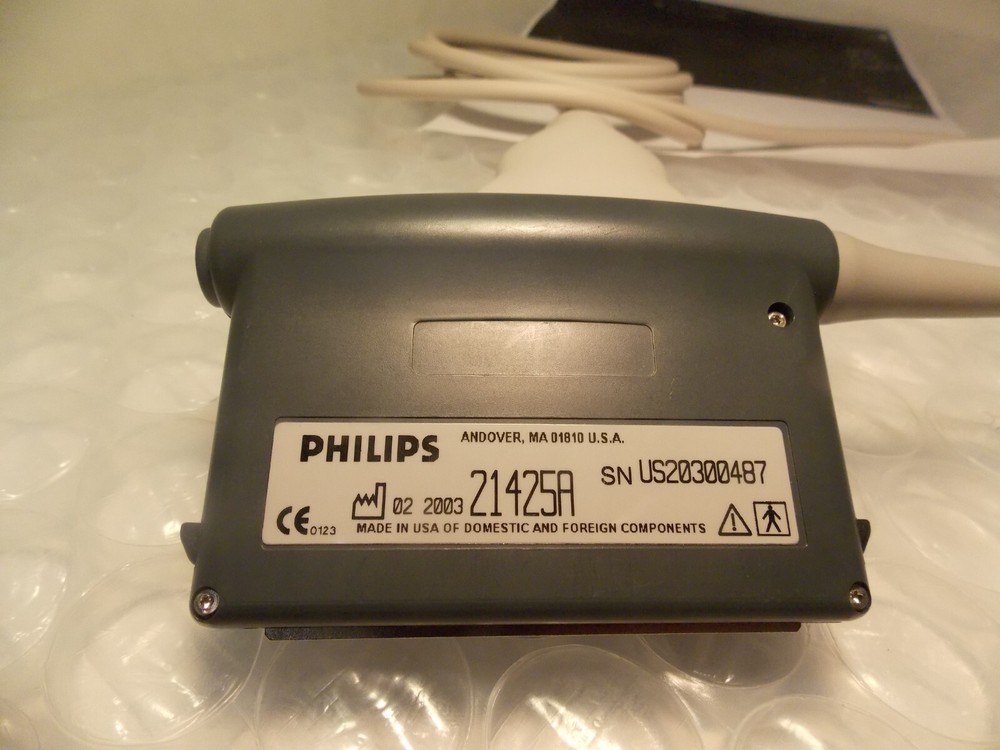 PHILIPS ANDOVER, MA 01810 U.S.A.
02 2003 21425A SN US20300487
CE 0123 MADE IN USA OF DOMESTIC AND FOREIGN COMPONENTS